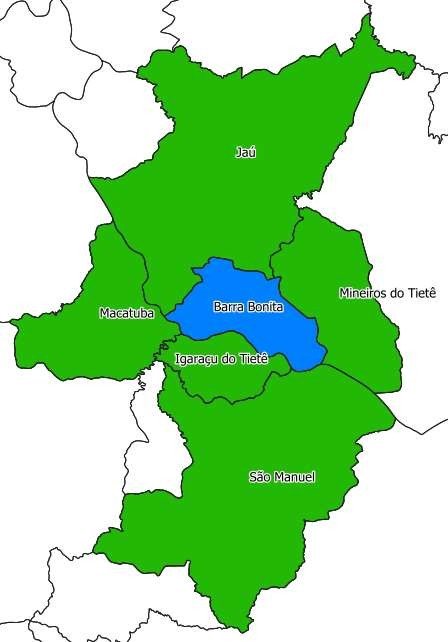 Jaú
Mineiros do Tietê
Barra Bonita
Macatuba
Igaraçu do Tietê
São Manuel